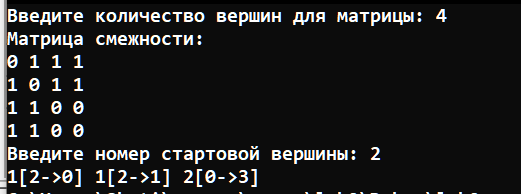 Введите количество вершин для матрицы: 4
Матрица смежности:
0 1 1 1
1 0 1 1
1 1 0 0
1 1 0 0
Введите номер стартовой вершины: 2
1[2->0] 1[2->1] 2[0->3]